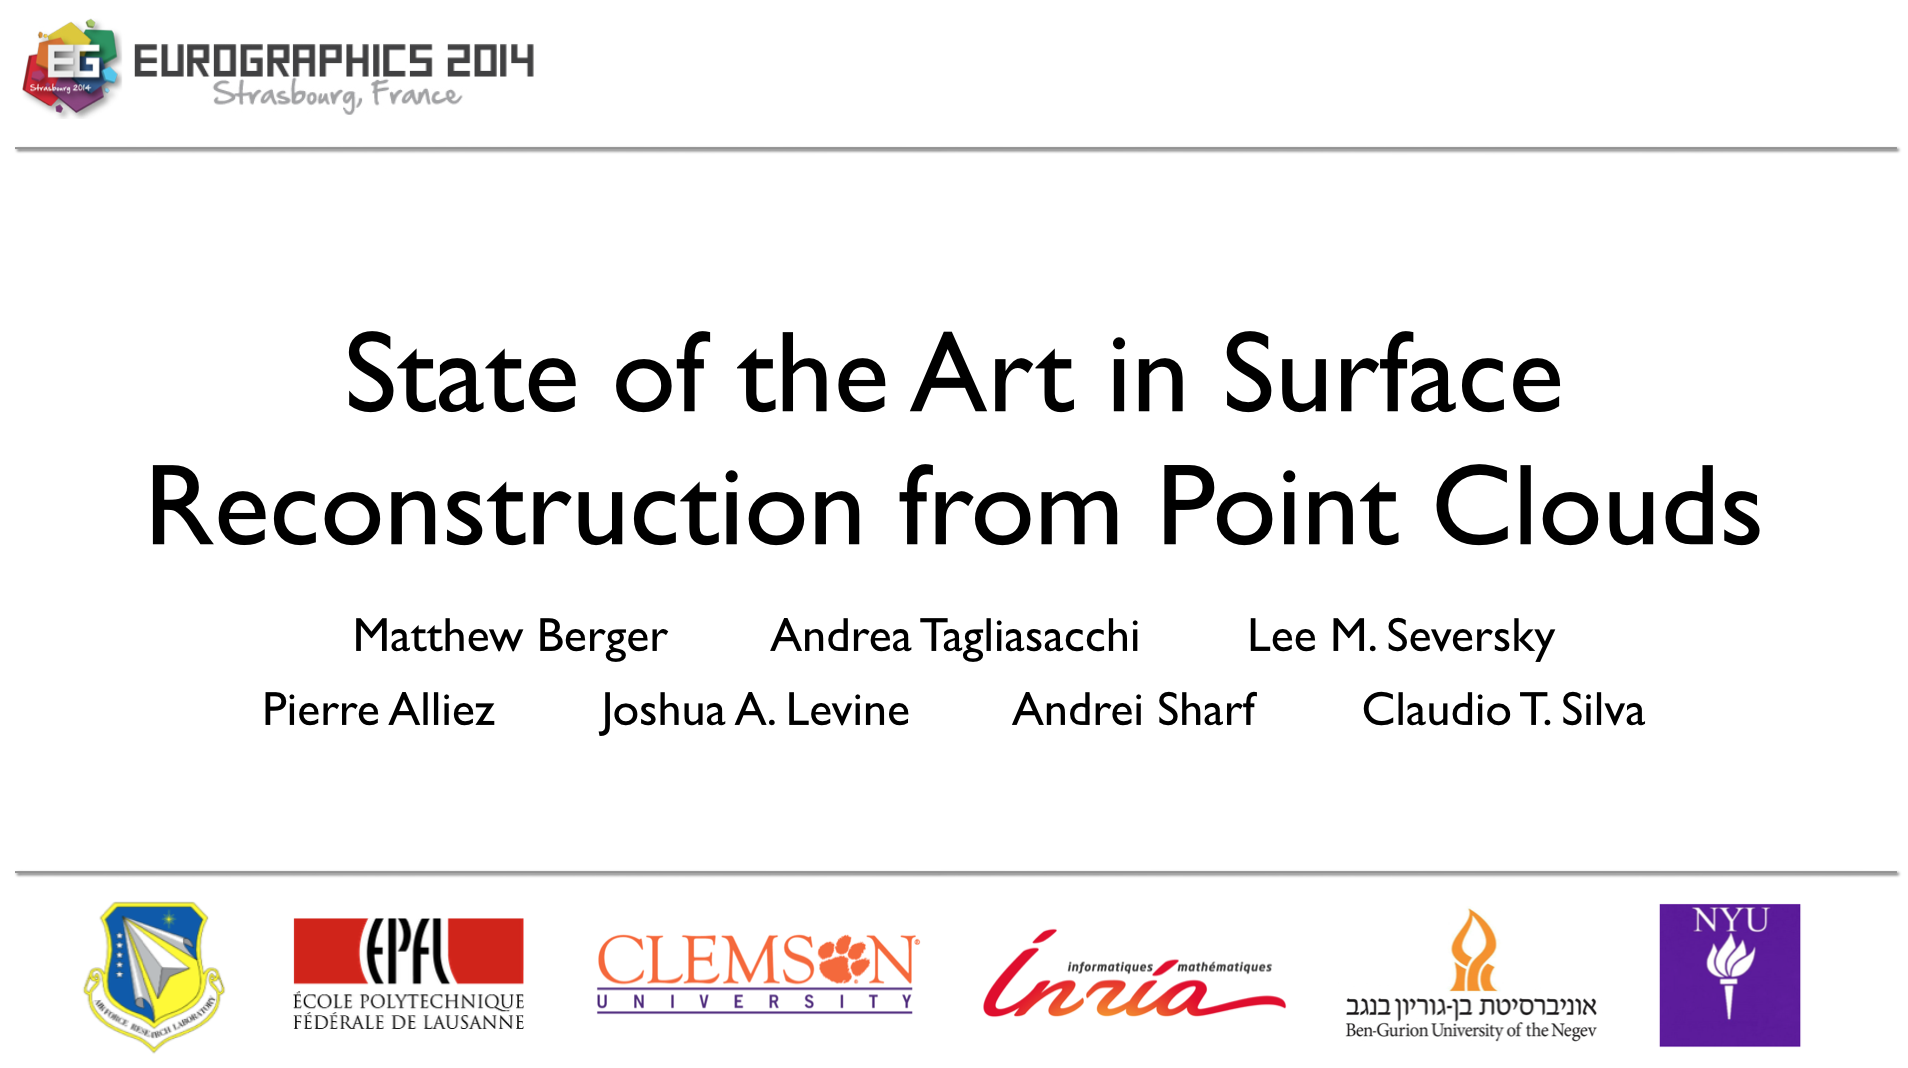 EG
Strasbourg 2014
EUROGRAPHICS 2014
Strasbourg, France
State of the Art in Surface
Reconstruction from Point Clouds
Matthew Berger Andrea Tagliasacchi Lee M. Seversky
Pierre Alliez Joshua A. Levine Andrei Sharf Claudio T. Silva
AIR FORCE RESEARCH LABORATORY
EPFL
ÉCOLE POLYTECHNIQUE
FÉDÉRALE DE LAUSANNE
CLEMSON
UNIVERSITY
informatiques mathématiques
inria
אוניברסיטת בן-גוריון בנגב
Ben-Gurion University of the Negev
NYU